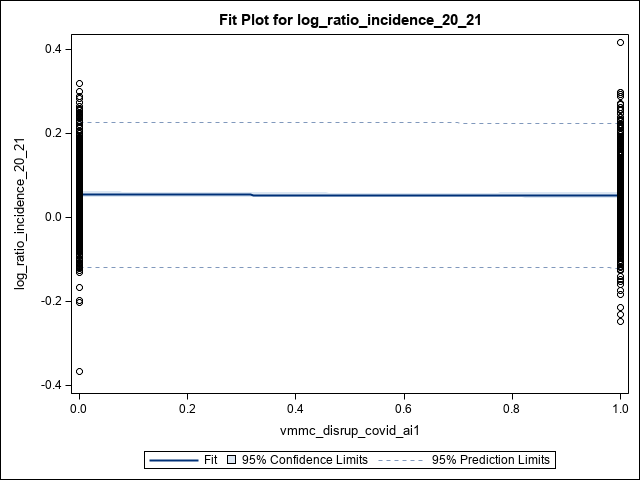 Fit Plot for log_ratio_incidence_20_21
log_ratio_incidence_20_21
0.4
0.2
0.0
-0.2
-0.4
0.0 0.2 0.4 0.6 0.8 1.0
vmmc_disrup_covid_ai1
Fit 95% Confidence Limits 95% Prediction Limits